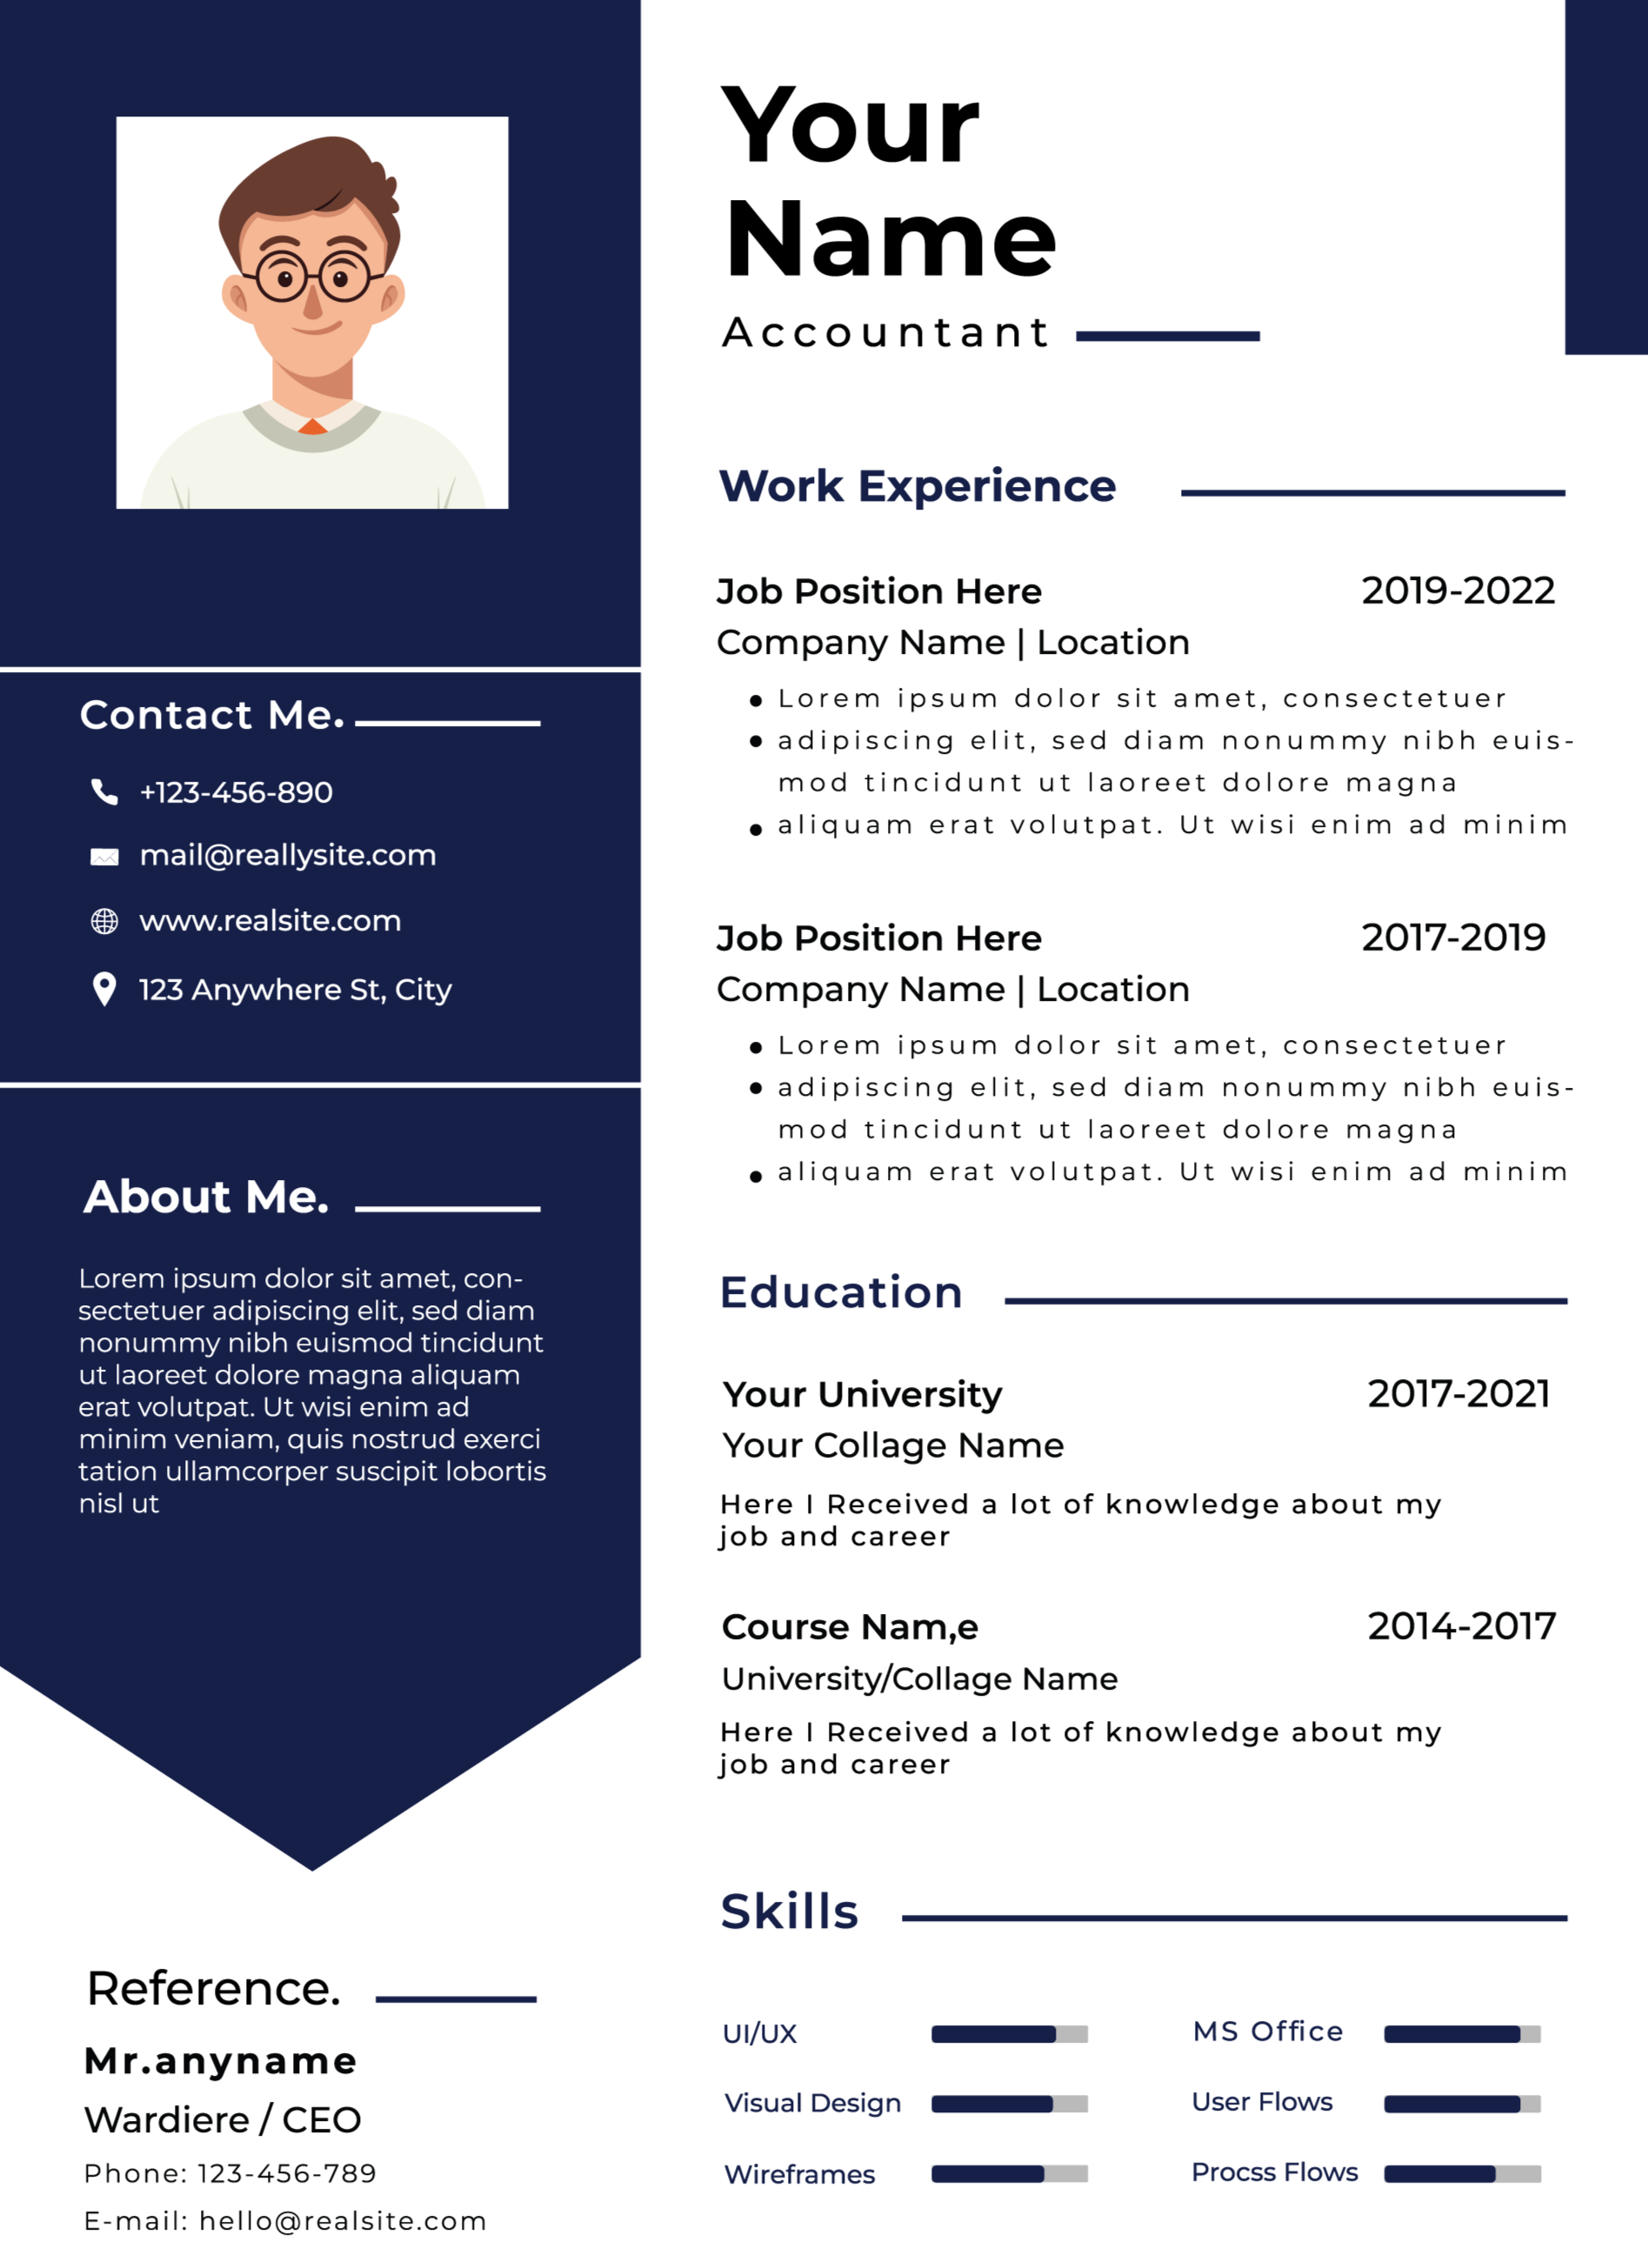 Your
Name
Accountant
Contact Me.
+123-456-890
mail@reallysite.com
www.realsite.com
123 Anywhere St, City
About Me.
Lorem ipsum dolor sit amet, con-
sectetuer adipiscing elit, sed diam
nonummy nibh euismod tincidunt
ut laoreet dolore magna aliquam
erat volutpat. Ut wisi enim ad
minim veniam, quis nostrud exerci
tation ullamcorper suscipit lobortis
nisl ut
Reference.
Mr.anyname
Wardiere / CEO
Phone: 123-456-789
E-mail: hello@realsite.com
Work Experience
Job Position Here 2019-2022
Company Name | Location
• Lorem ipsum dolor sit amet, consectetuer
• adipiscing elit, sed diam nonummy nibh euis-
mod tincidunt ut laoreet dolore magna
• aliquam erat volutpat. Ut wisi enim ad minim
Job Position Here 2017-2019
Company Name | Location
• Lorem ipsum dolor sit amet, consectetuer
• adipiscing elit, sed diam nonummy nibh euis-
mod tincidunt ut laoreet dolore magna
• aliquam erat volutpat. Ut wisi enim ad minim
Education
Your University 2017-2021
Your Collage Name
Here I Received a lot of knowledge about my
job and career
Course Nam,e 2014-2017
University/Collage Name
Here I Received a lot of knowledge about my
job and career
Skills
UI/UX MS Office
Visual Design User Flows
Wireframes Procss Flows